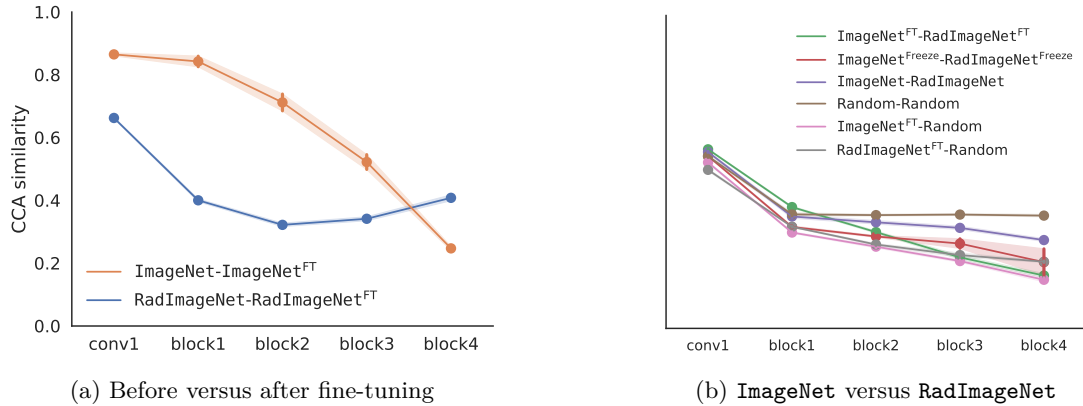 1.0
0.8
0.6
0.4
0.2
0.0
CCA similarity
ImageNet-ImageNet^FT
RadImageNet-RadImageNet^FT
conv1 block1 block2 block3 block4
(a) Before versus after fine-tuning
ImageNet^FT-RadImageNet^FT
ImageNet^Freeze-RadImageNet^Freeze
ImageNet-RadImageNet
Random-Random
ImageNet^FT-Random
RadImageNet^FT-Random
conv1 block1 block2 block3 block4
(b) ImageNet versus RadImageNet